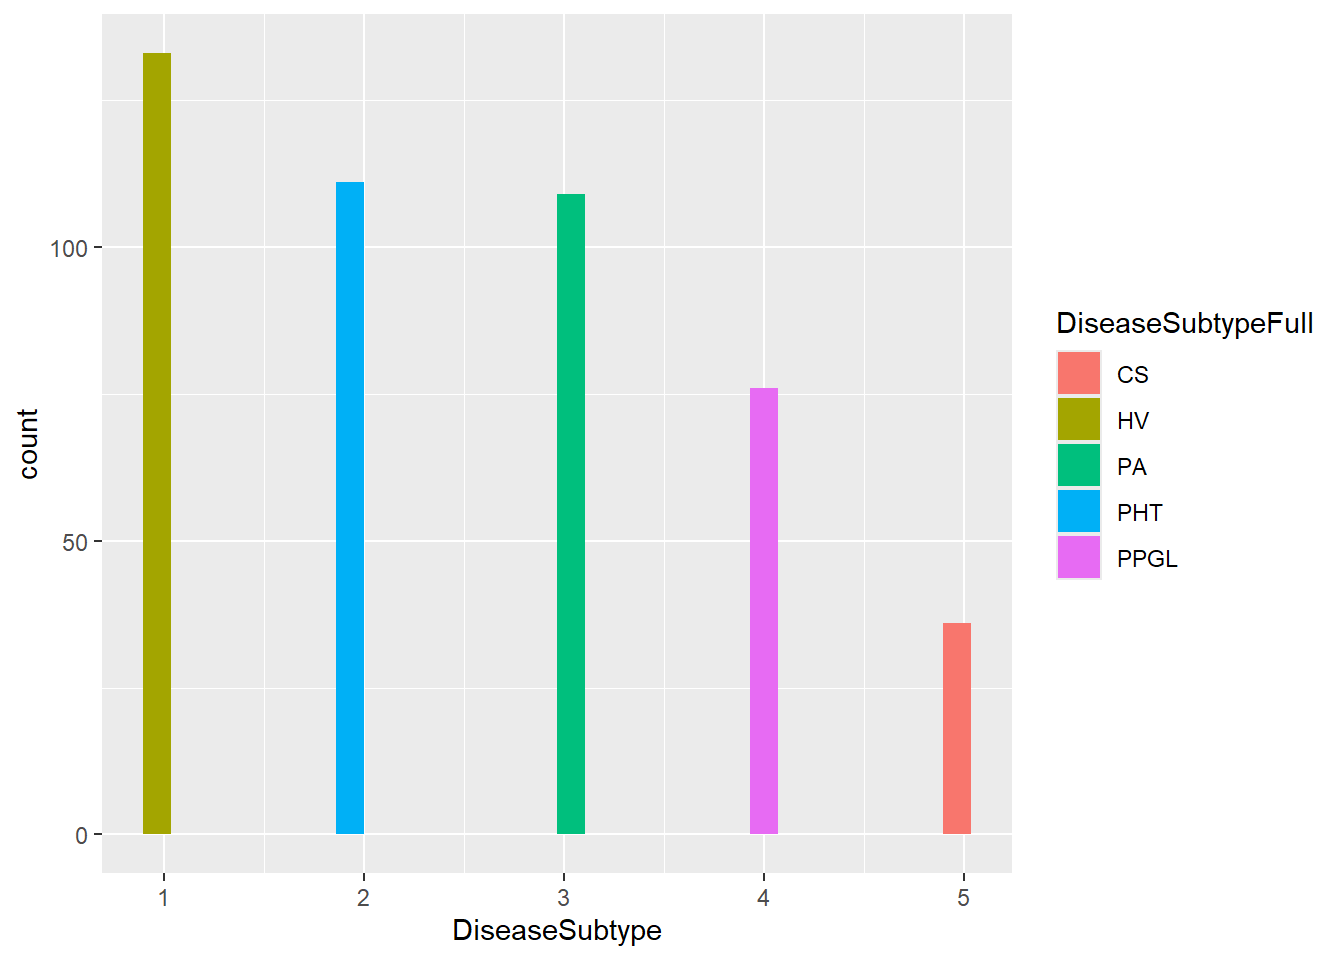 count
100
50
0
1 2 3 4 5
DiseaseSubtype
DiseaseSubtypeFull
CS
HV
PA
PHT
PPGL